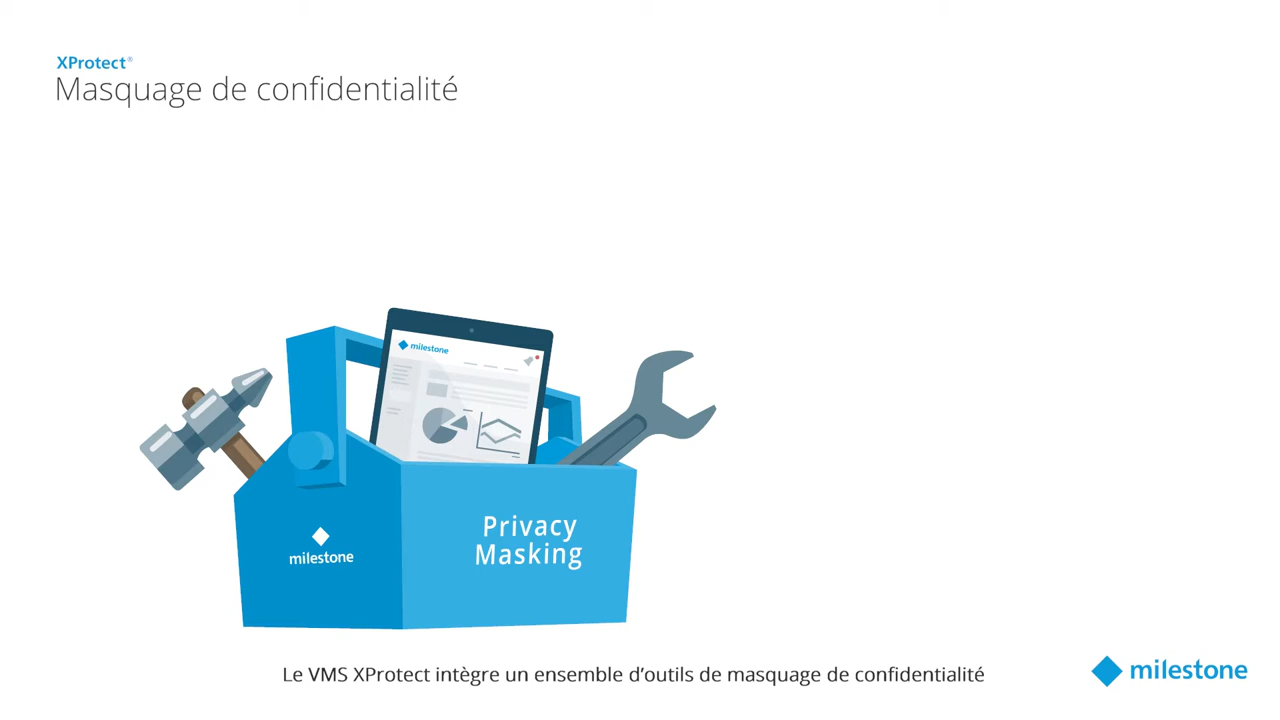 XProtect®
Masquage de confidentialité
milestone
Privacy
Masking
milestone
Le VMS XProtect intègre un ensemble d’outils de masquage de confidentialité
milestone